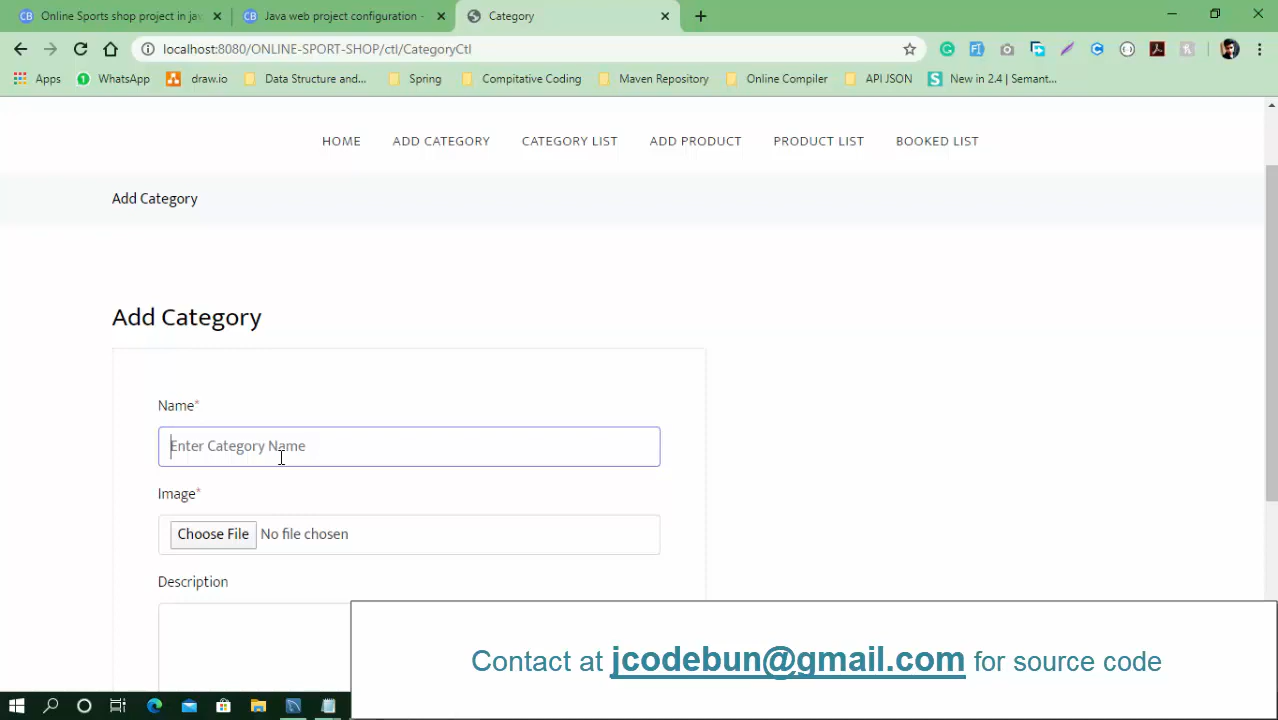 Online Sports shop project in ja
Java web project configuration -
Category
localhost:8080/ONLINE-SPORT-SHOP/ctl/CategoryCtl
Apps
WhatsApp
draw.io
Data Structure and...
Spring
Compitative Coding
Maven Repository
Online Compiler
API JSON
New in 2.4 | Semant...
HOME
ADD CATEGORY
CATEGORY LIST
ADD PRODUCT
PRODUCT LIST
BOOKED LIST
Add Category
Add Category
Name*
Enter Category Name
Image*
Choose File No file chosen
Description
Contact at jcodebun@gmail.com for source code